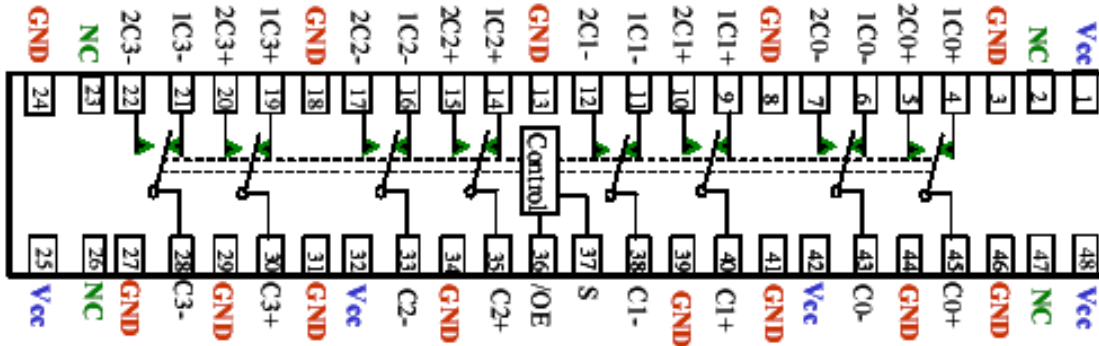 Vcc 1 48 Vcc
NC 2 47 NC
GND 3 46 GND
1C0+ 4 45 C0+
2C0+ 5 44 GND
1C0- 6 43 C0-
2C0- 7 42 Vcc
GND 8 41 GND
1C1+ 9 40 C1+
2C1+ 10 39 GND
1C1- 11 38 C1-
2C1- 12 37 S
GND 13 Control 36 /OE
1C2+ 14 35 C2+
2C2+ 15 34 GND
1C2- 16 33 C2-
2C2- 17 32 Vcc
GND 18 31 GND
1C3+ 19 30 C3+
2C3+ 20 29 GND
1C3- 21 28 C3-
2C3- 22 27 GND
NC 23 26 NC
GND 24 25 Vcc